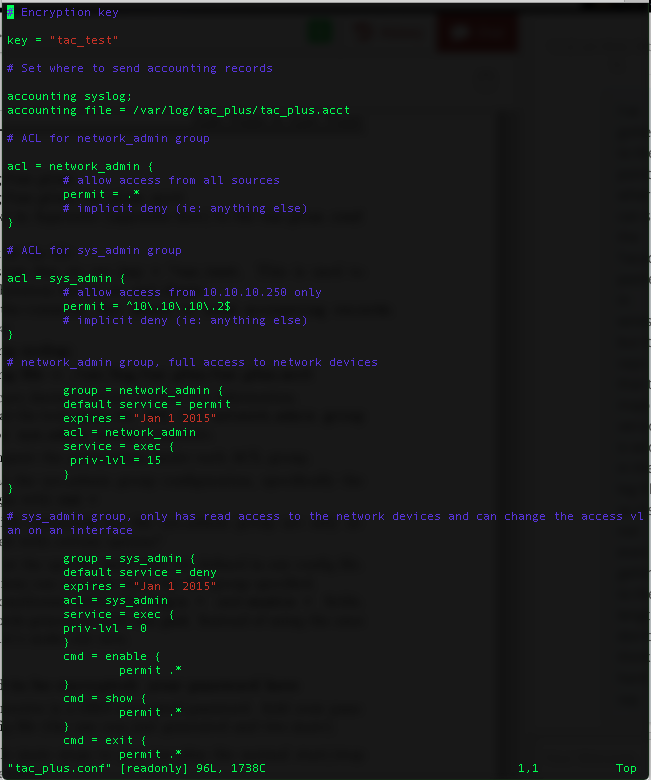 # Encryption key
key = "tac_test"
# Set where to send accounting records
accounting syslog;
accounting file = /var/log/tac_plus/tac_plus.acct
# ACL for network_admin group
acl = network_admin {
# allow access from all sources
permit = .*
# implicit deny (ie: anything else)
}
# ACL for sys_admin group
acl = sys_admin {
# allow access from 10.10.10.250 only
permit = ^10\.10\.10\.2$
# implicit deny (ie: anything else)
}
# network_admin group, full access to network devices
group = network_admin {
default service = permit
expires = "Jan 1 2015"
acl = network_admin
service = exec {
priv-lvl = 15
}
}
# sys_admin group, only has read access to the network devices and can change the access vl
an on an interface
group = sys_admin {
default service = deny
expires = "Jan 1 2015"
acl = sys_admin
service = exec {
priv-lvl = 0
}
cmd = enable {
permit .*
}
cmd = show {
permit .*
}
cmd = exit {
permit .*
"tac_plus.conf" [readonly] 96L, 1738C 1,1 Top